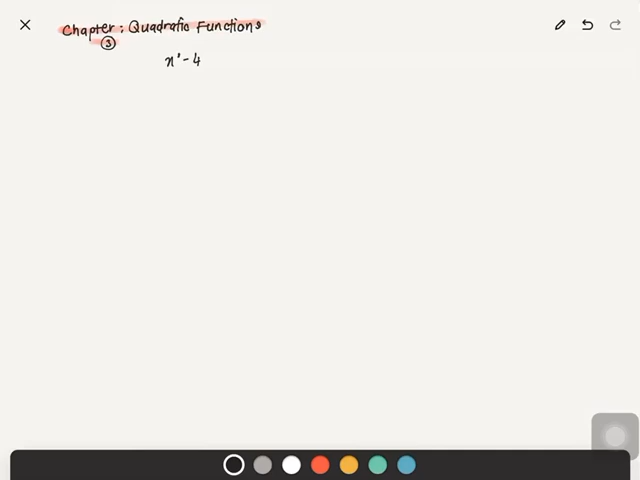 Chapter: Quadratic Functions
③
x² - 4